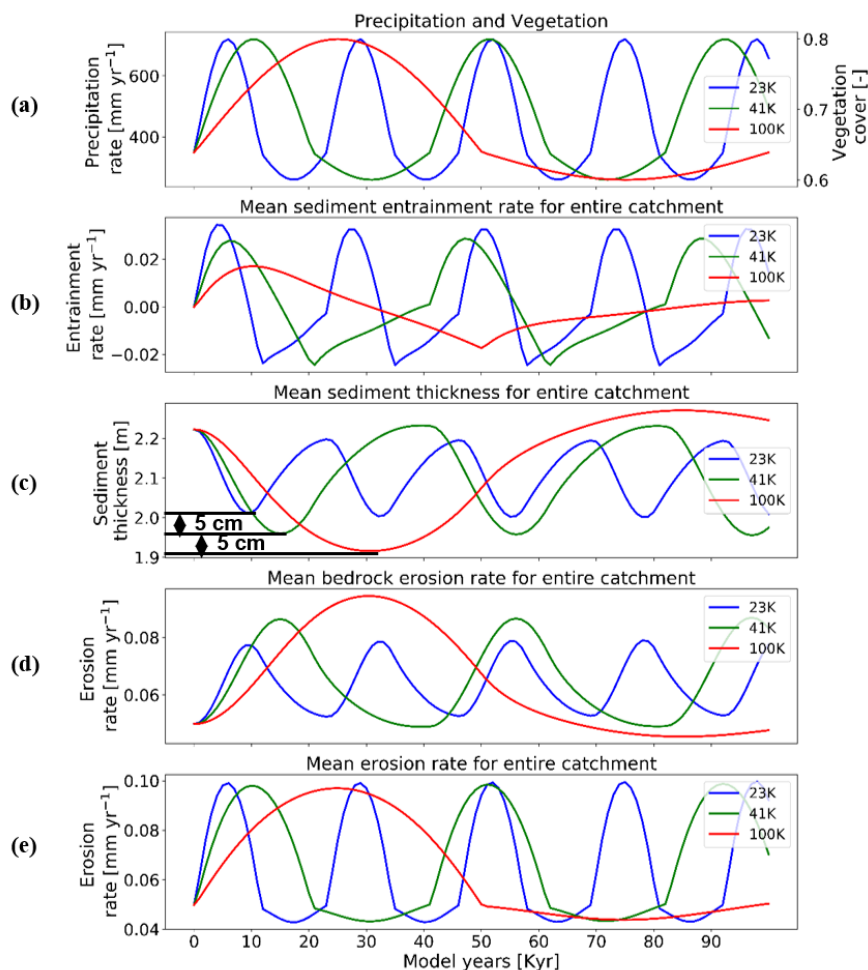 Precipitation and Vegetation
(a)
Precipitation
rate [mm yr⁻¹]
600
400
0.8
0.7
0.6
Vegetation
cover [-]
23K
41K
100K
Mean sediment entrainment rate for entire catchment
(b)
Entrainment
rate [mm yr⁻¹]
0.02
0.00
−0.02
23K
41K
100K
Mean sediment thickness for entire catchment
(c)
Sediment
thickness [m]
2.2
2.1
2.0
1.9
5 cm
5 cm
23K
41K
100K
Mean bedrock erosion rate for entire catchment
(d)
Erosion
rate [mm yr⁻¹]
0.08
0.06
23K
41K
100K
Mean erosion rate for entire catchment
(e)
Erosion
rate [mm yr⁻¹]
0.10
0.08
0.06
0.04
23K
41K
100K
0 10 20 30 40 50 60 70 80 90
Model years [Kyr]